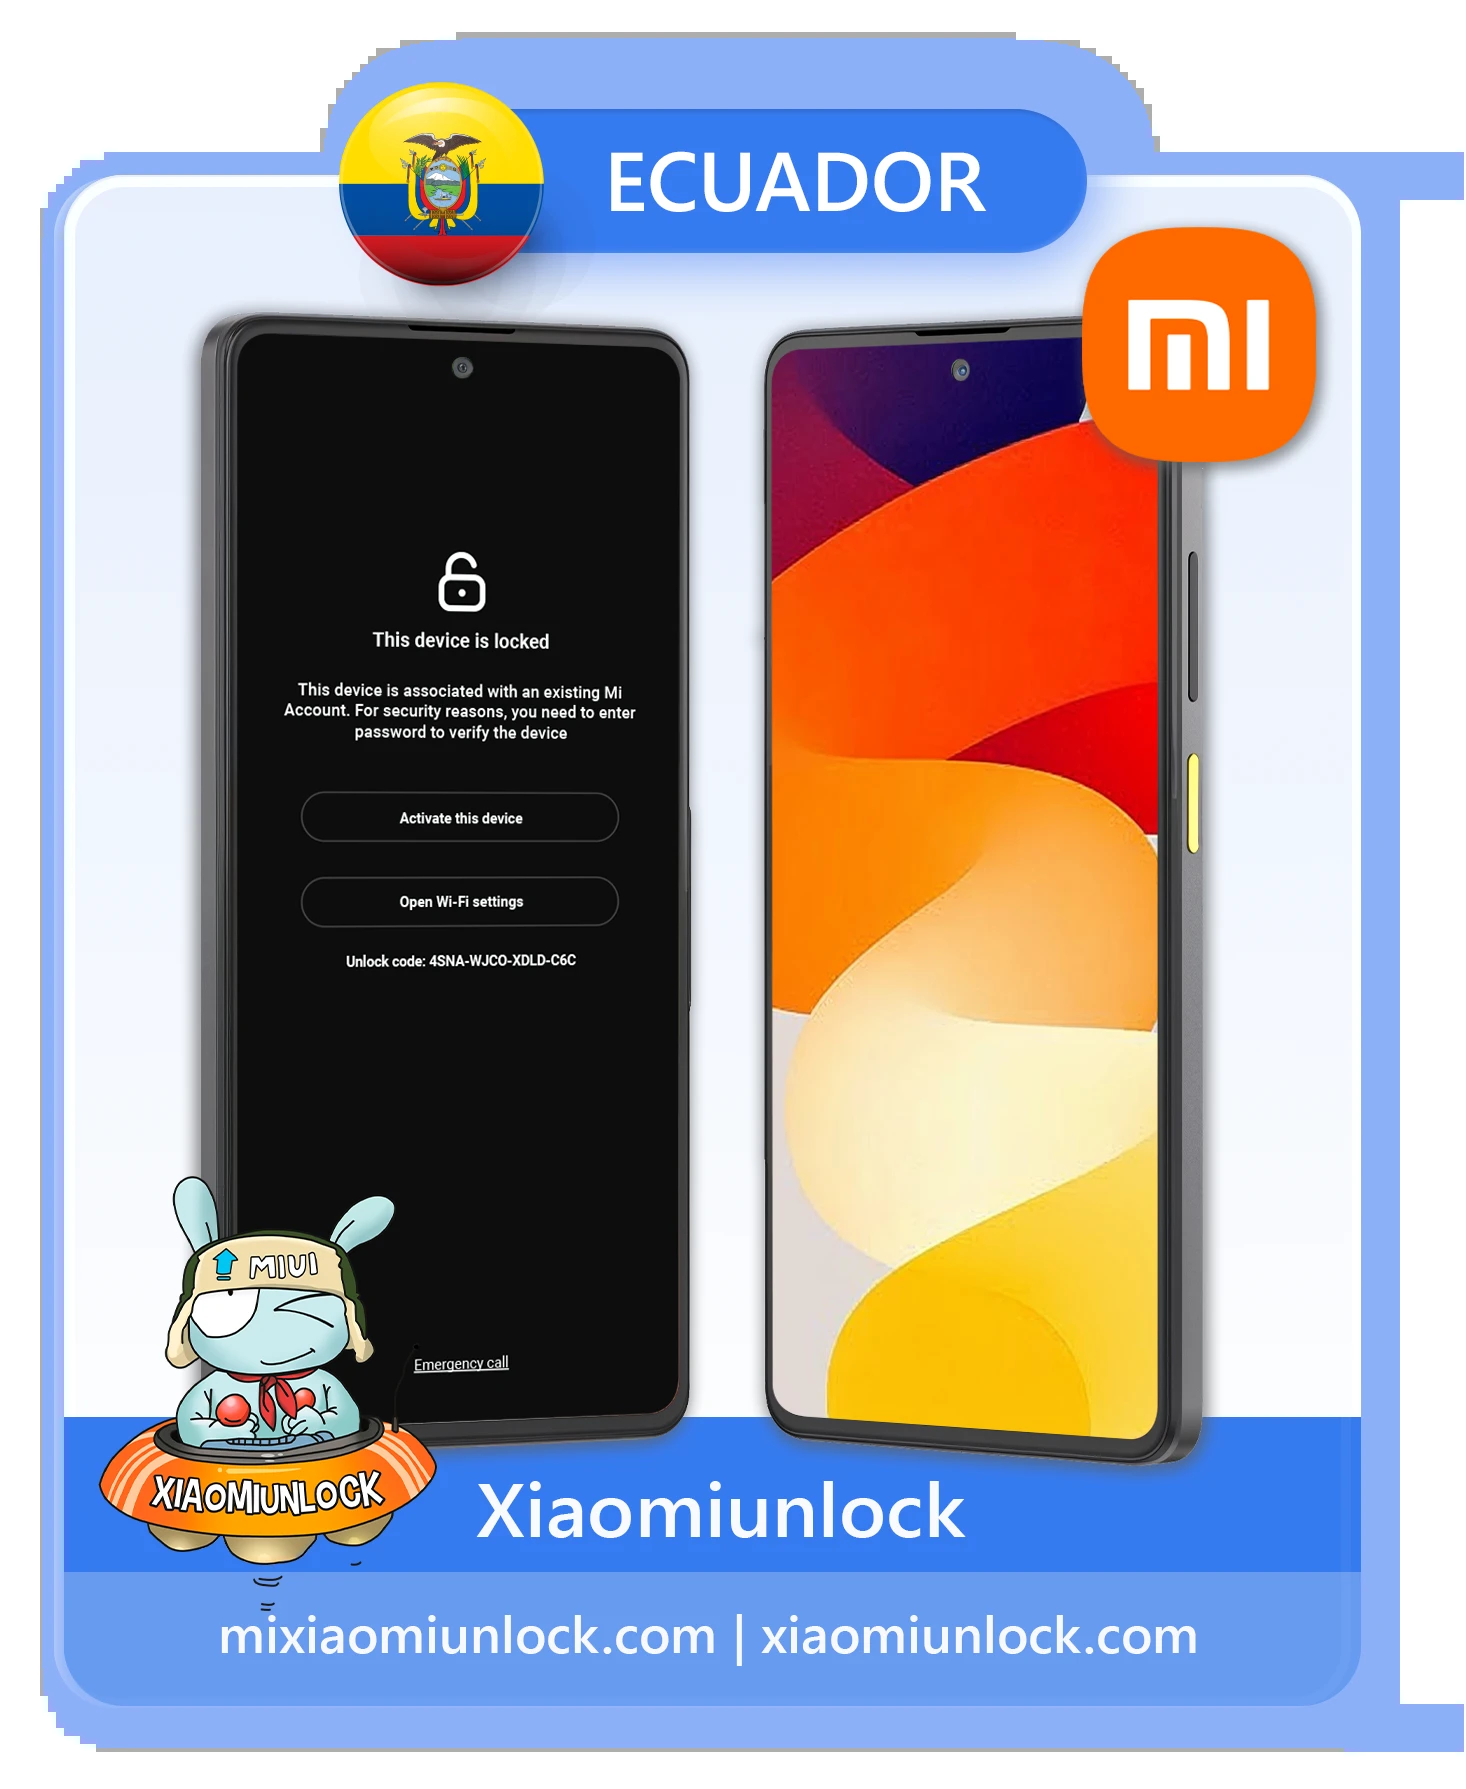 ECUADOR
mi
This device is locked
This device is associated with an existing Mi
Account. For security reasons, you need to enter
password to verify the device
Activate this device
Open Wi-Fi settings
Unlock code: 4SNA-WJCO-XDLD-C6C
MIUI
Emergency call
XIAOMIUNLOCK
Xiaomiunlock
mixiaomiunlock.com | xiaomiunlock.com